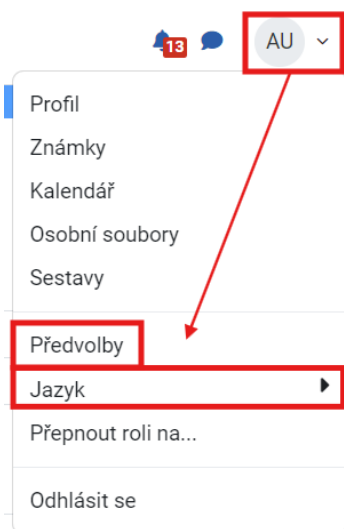 13
AU
Profil
Známky
Kalendář
Osobní soubory
Sestavy
Předvolby
Jazyk
Přepnout roli na...
Odhlásit se